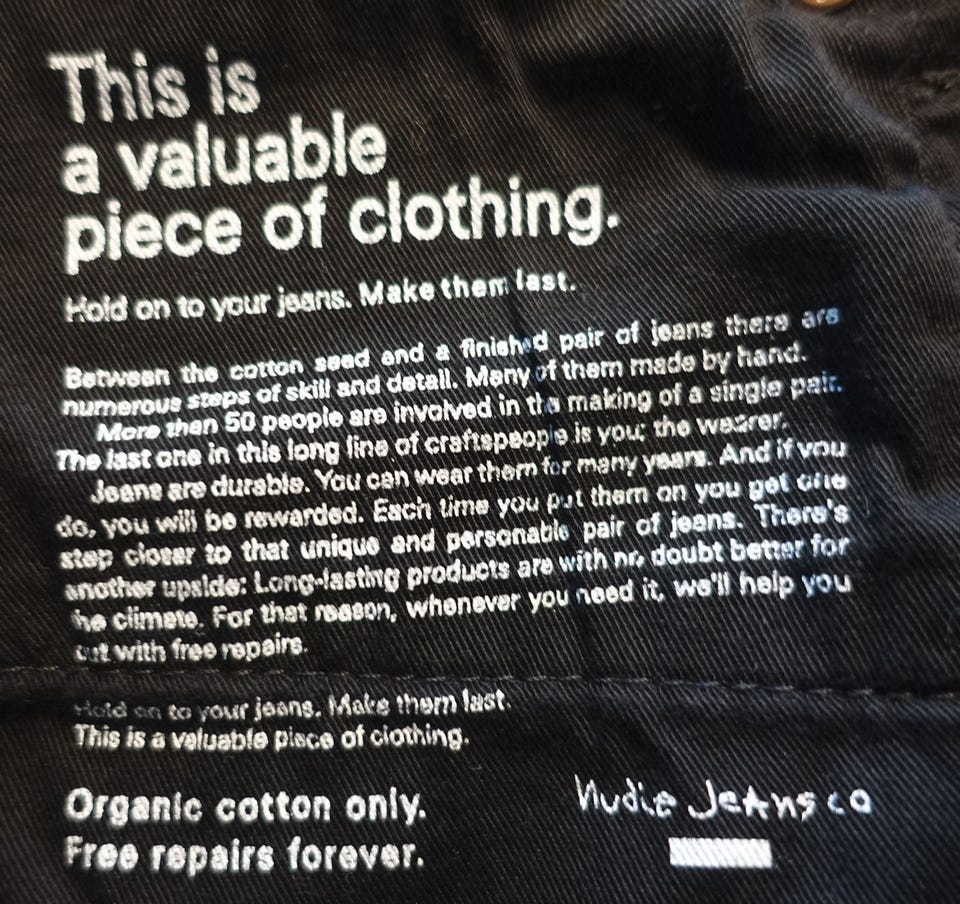 This is
a valuable
piece of clothing.
Hold on to your jeans. Make them last.
Between the cotton seed and a finished pair of jeans there are
numerous steps of skill and detail. Many of them made by hand.
More than 50 people are involved in the making of a single pair.
The last one in this long line of craftspeople is you; the wearer.
Jeans are durable. You can wear them for many years. And if you
do, you will be rewarded. Each time you put them on you get one
step closer to that unique and personable pair of jeans. There's
another upside: Long-lasting products are with no doubt better for
the climate. For that reason, whenever you need it, we'll help you
out with free repairs.
Hold on to your jeans. Make them last.
This is a valuable piece of clothing.
Organic cotton only.
Free repairs forever.
Nudie Jeans co